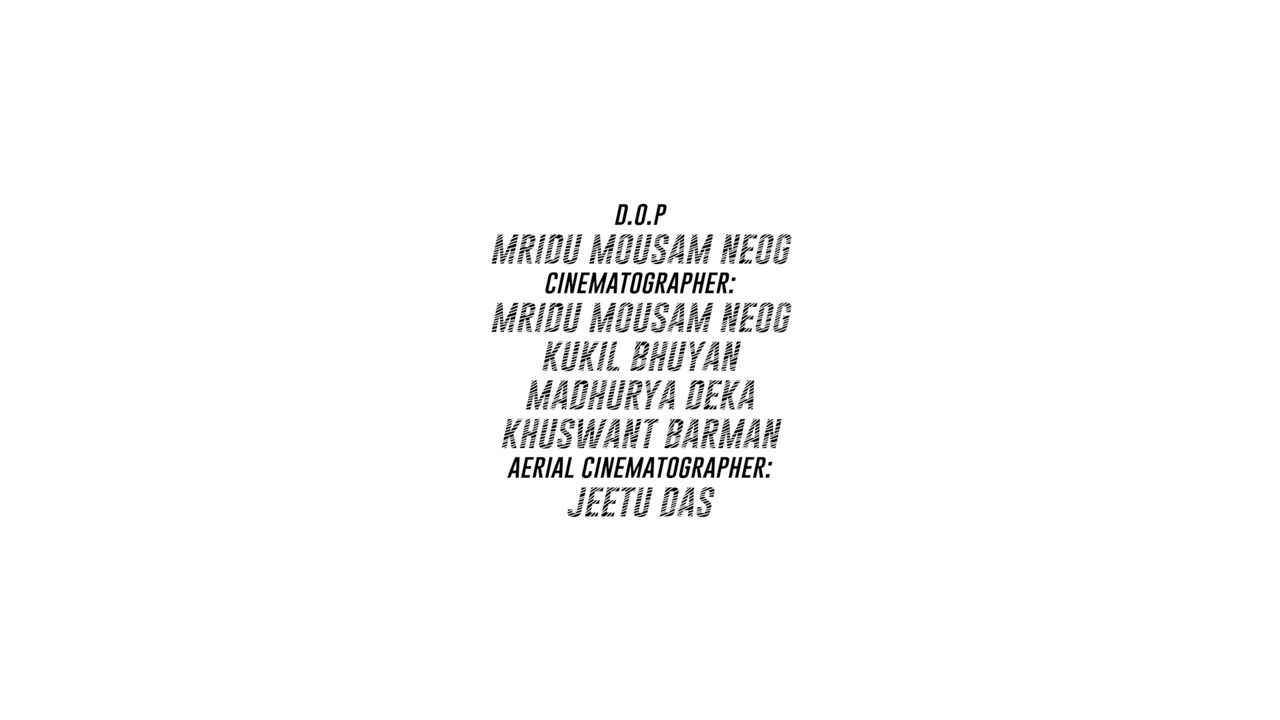 D.O.P
MRIDU MOUSAM NEOG
CINEMATOGRAPHER:
MRIDU MOUSAM NEOG
KUKIL BHUYAN
MADHURYA DEKA
KHUSWANT BARMAN
AERIAL CINEMATOGRAPHER:
JEETU DAS